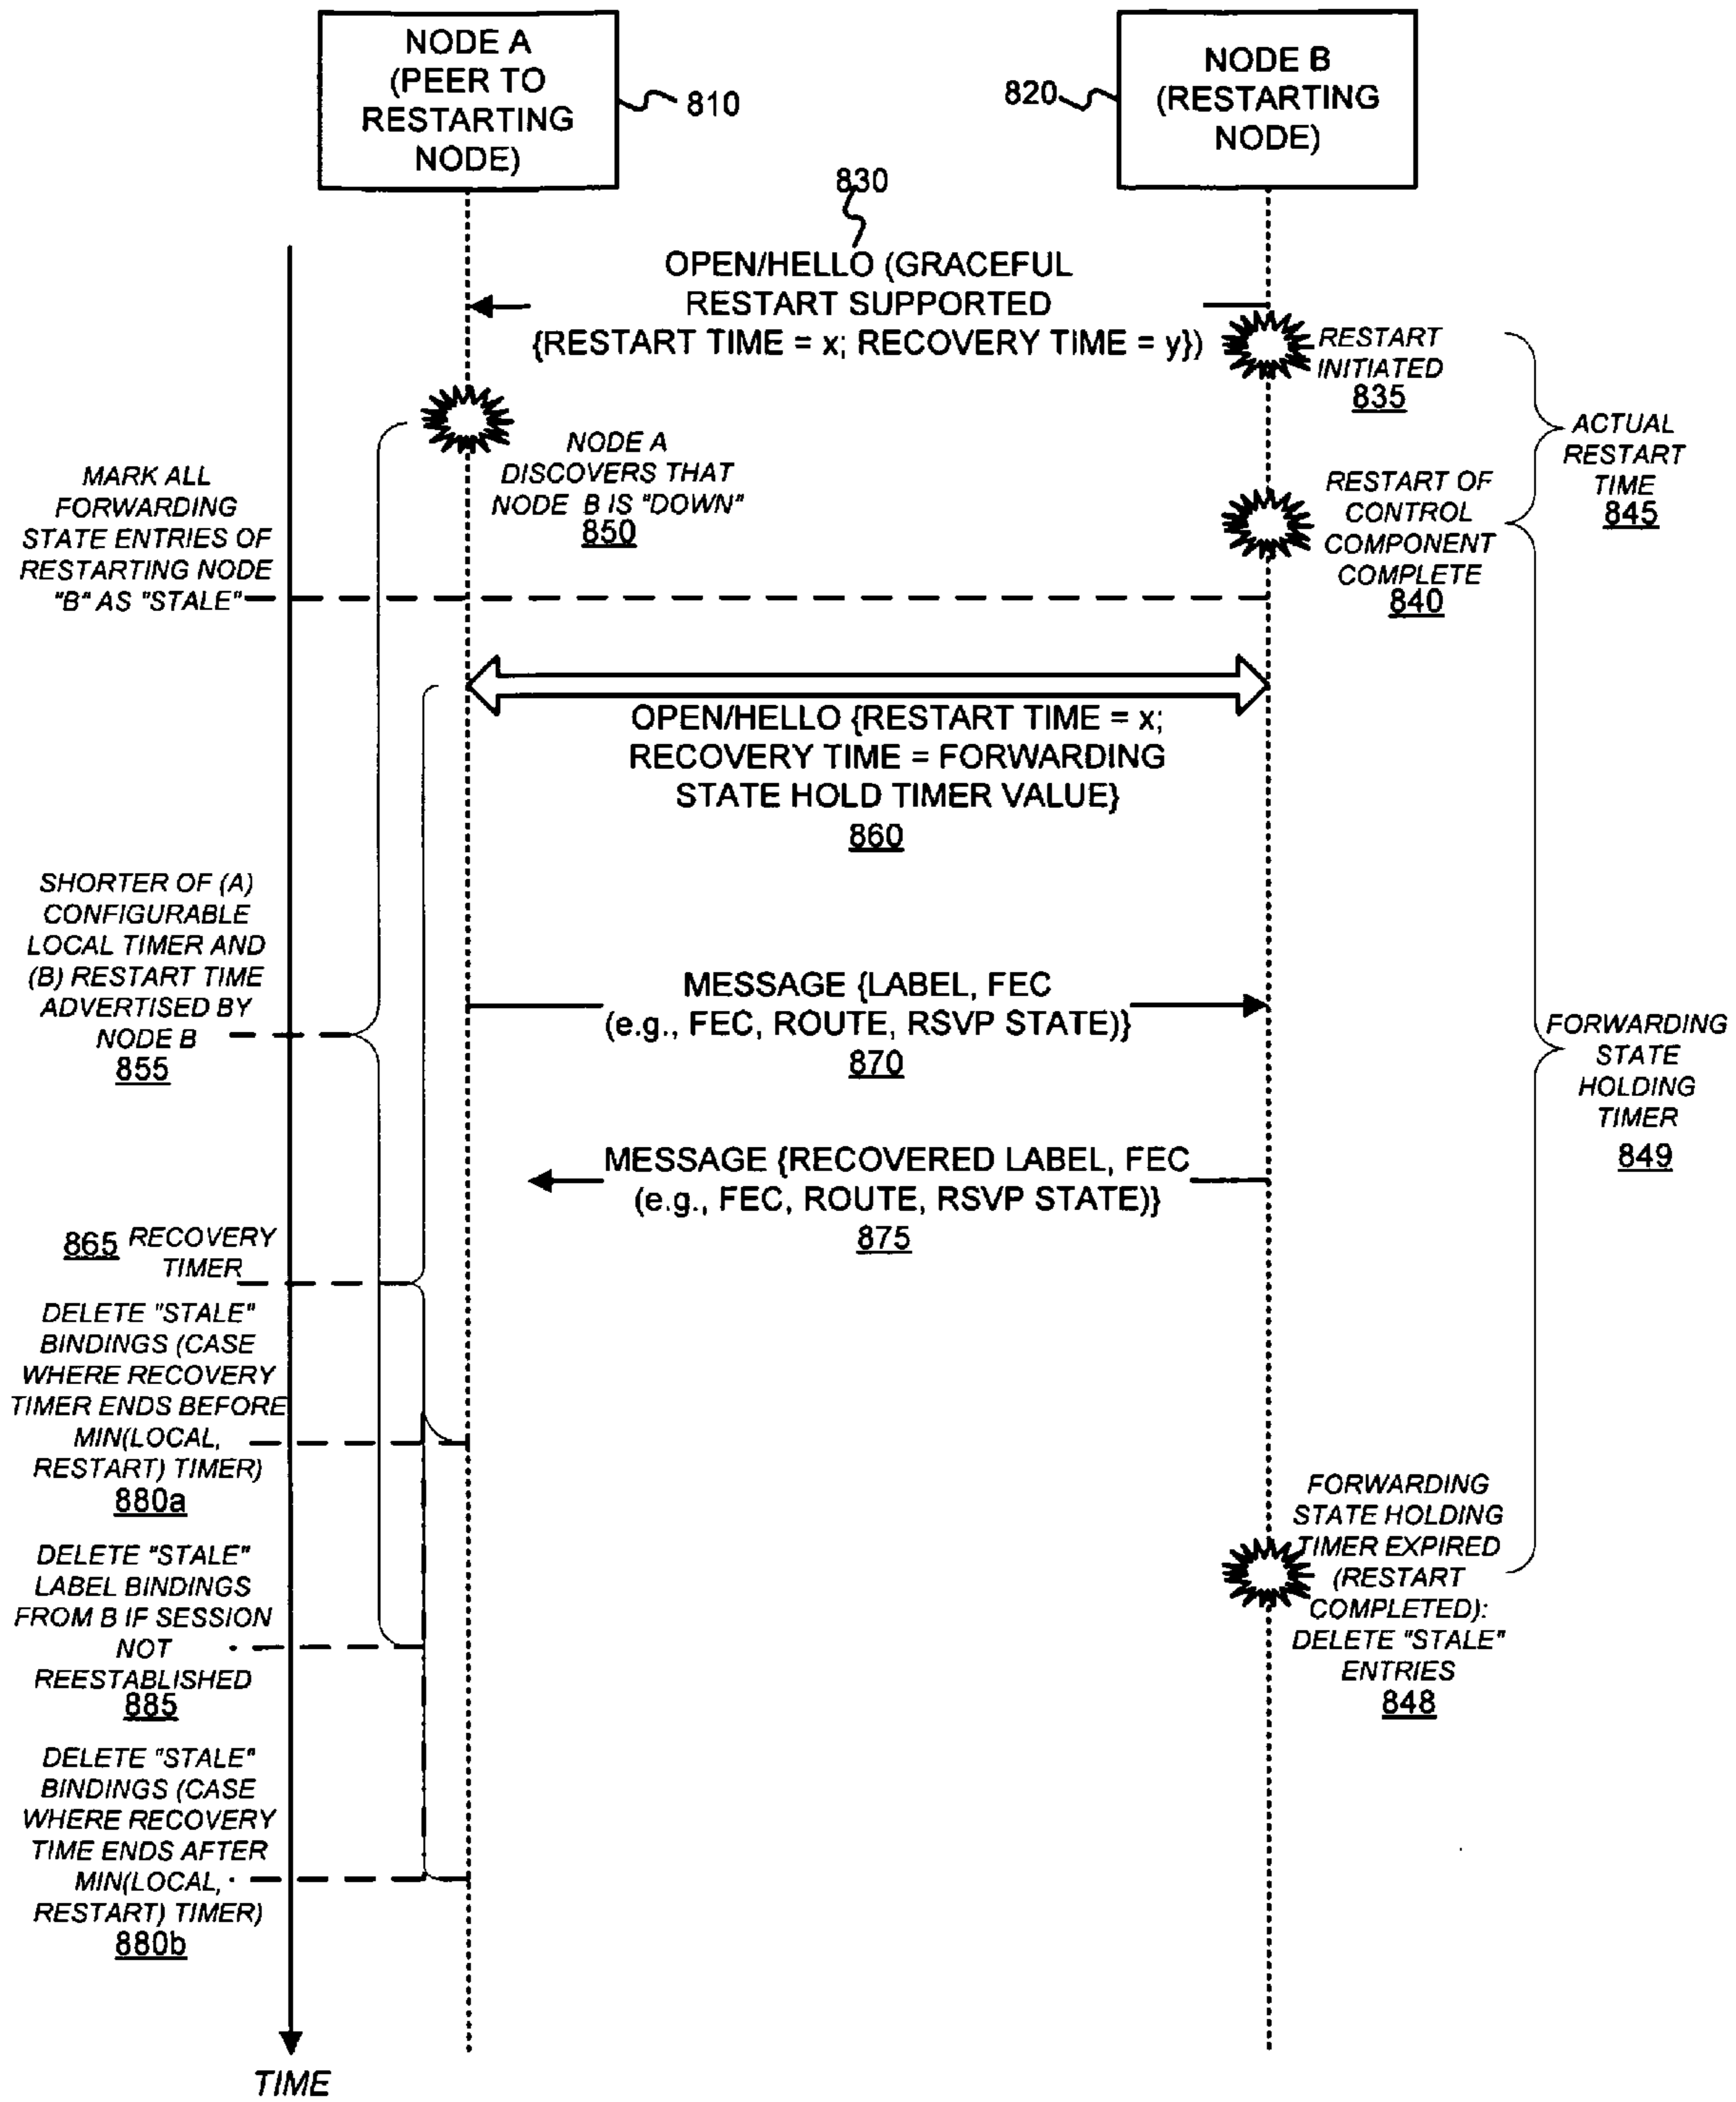 NODE A
(PEER TO
RESTARTING
NODE)
810
820
NODE B
(RESTARTING
NODE)
830
OPEN/HELLO (GRACEFUL
RESTART SUPPORTED
{RESTART TIME = x; RECOVERY TIME = y})
RESTART
INITIATED
835
ACTUAL
RESTART
TIME
845
NODE A
DISCOVERS THAT
NODE B IS "DOWN"
850
MARK ALL
FORWARDING
STATE ENTRIES OF
RESTARTING NODE
"B" AS "STALE"
RESTART OF
CONTROL
COMPONENT
COMPLETE
840
OPEN/HELLO {RESTART TIME = x;
RECOVERY TIME = FORWARDING
STATE HOLD TIMER VALUE}
860
SHORTER OF (A)
CONFIGURABLE
LOCAL TIMER AND
(B) RESTART TIME
ADVERTISED BY
NODE B
855
MESSAGE {LABEL, FEC
(e.g., FEC, ROUTE, RSVP STATE)}
870
FORWARDING
STATE
HOLDING
TIMER
849
MESSAGE {RECOVERED LABEL, FEC
(e.g., FEC, ROUTE, RSVP STATE)}
875
865 RECOVERY
TIMER
DELETE "STALE"
BINDINGS (CASE
WHERE RECOVERY
TIMER ENDS BEFORE
MIN(LOCAL,
RESTART) TIMER)
880a
FORWARDING
STATE HOLDING
TIMER EXPIRED
(RESTART
COMPLETED):
DELETE "STALE"
ENTRIES
848
DELETE "STALE"
LABEL BINDINGS
FROM B IF SESSION
NOT
REESTABLISHED
885
DELETE "STALE"
BINDINGS (CASE
WHERE RECOVERY
TIME ENDS AFTER
MIN(LOCAL,
RESTART) TIMER)
880b
TIME